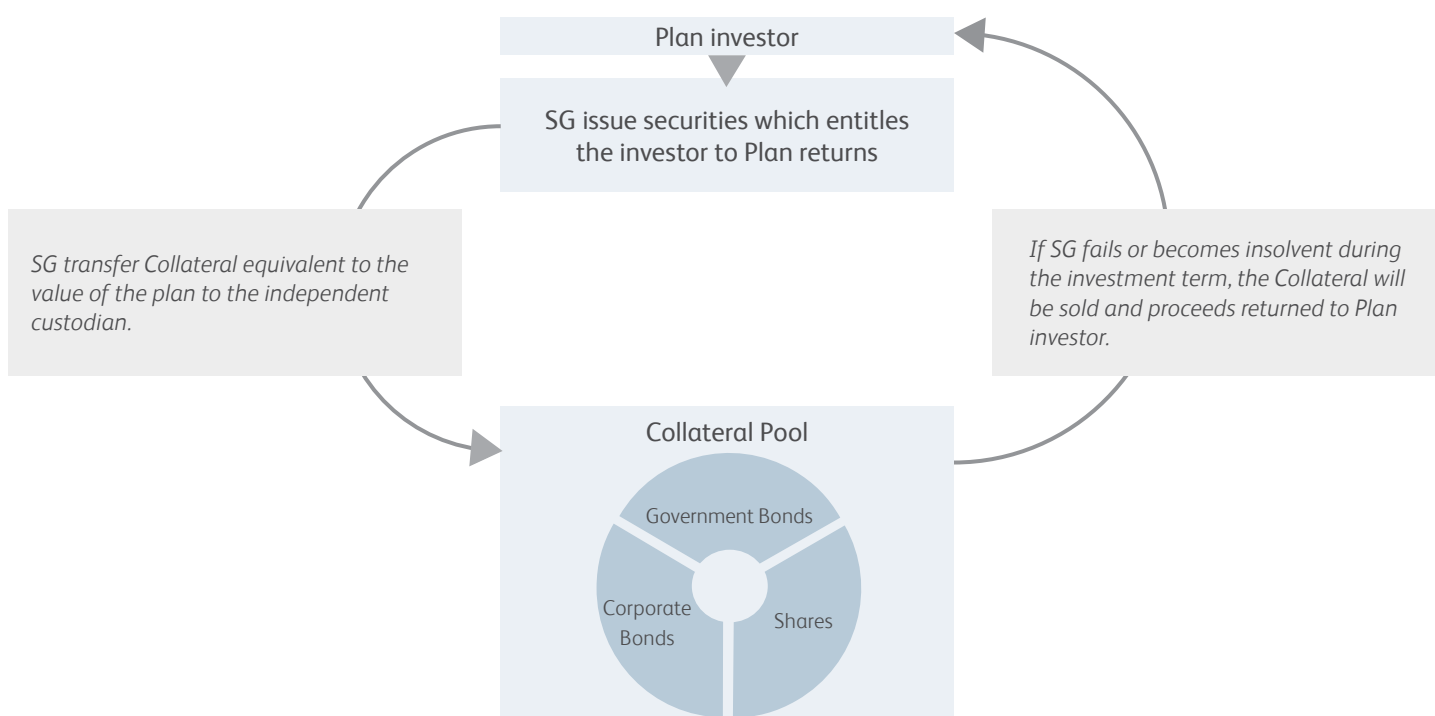 Plan investor
SG issue securities which entitles
the investor to Plan returns
SG transfer Collateral equivalent to the
value of the plan to the independent
custodian.
If SG fails or becomes insolvent during
the investment term, the Collateral will
be sold and proceeds returned to Plan
investor.
Collateral Pool
Government Bonds
Corporate
Bonds
Shares